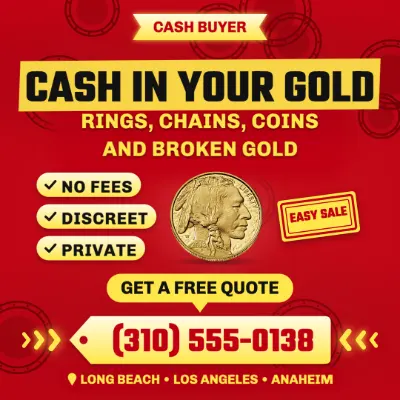 CASH BUYER
CASH IN YOUR GOLD
RINGS, CHAINS, COINS
AND BROKEN GOLD
NO FEES
DISCREET
PRIVATE
EASY SALE
GET A FREE QUOTE
(310) 555-0138
LONG BEACH • LOS ANGELES • ANAHEIM